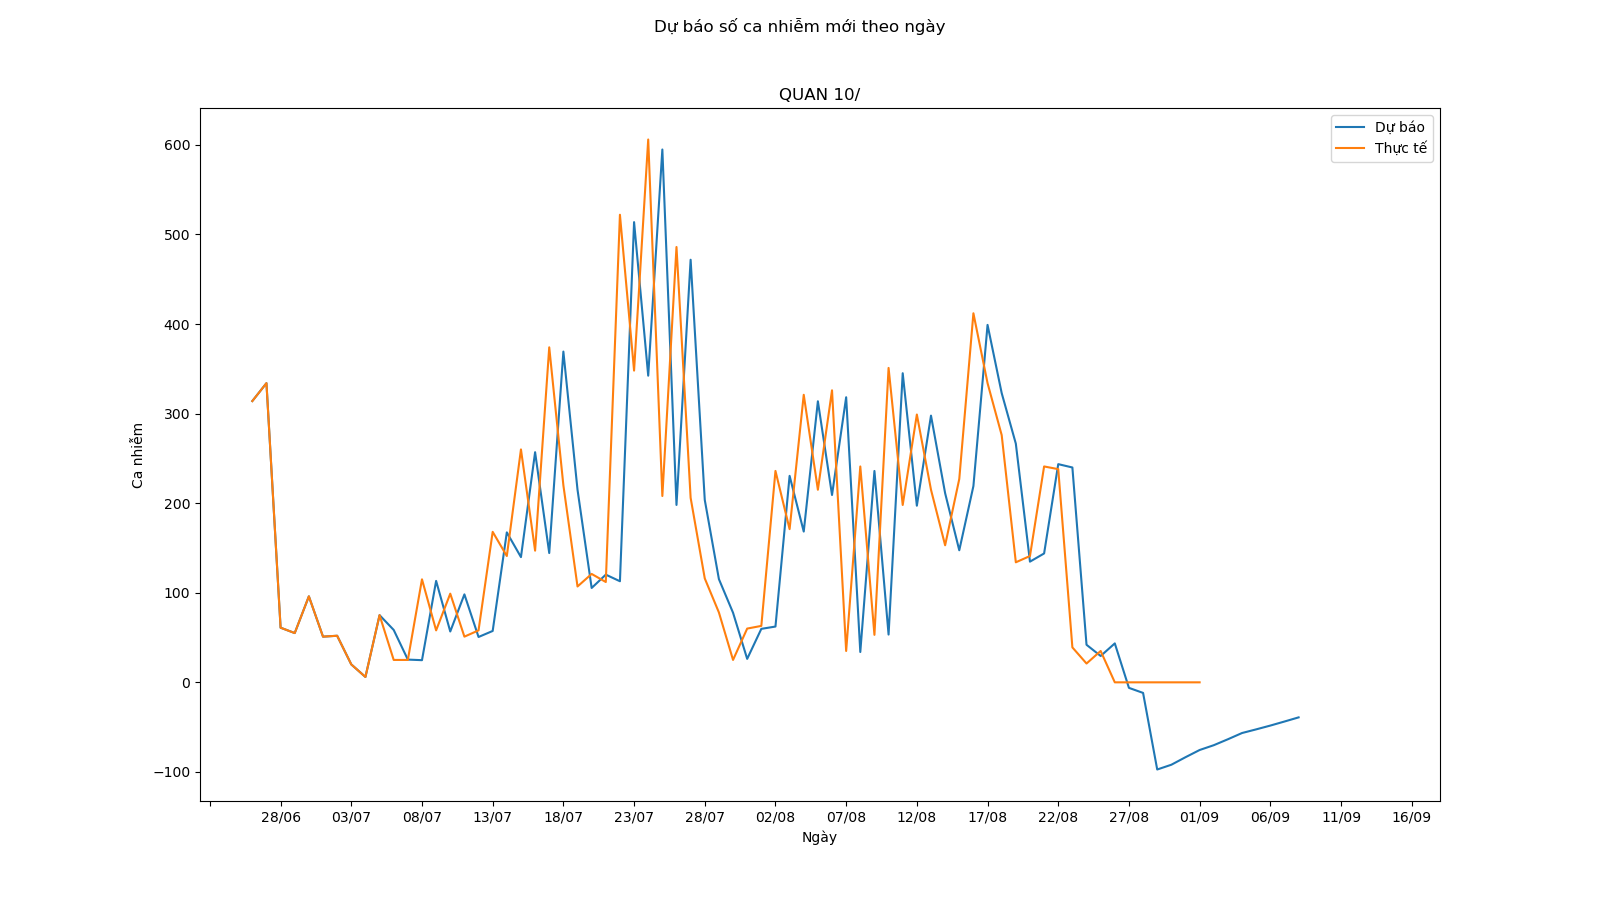 Dự báo số ca nhiễm mới theo ngày
QUAN 10/
Dự báo
Thực tế
600
500
400
300
200
100
0
−100
Ca nhiễm
28/06 03/07 08/07 13/07 18/07 23/07 28/07 02/08 07/08 12/08 17/08 22/08 27/08 01/09 06/09 11/09 16/09
Ngày